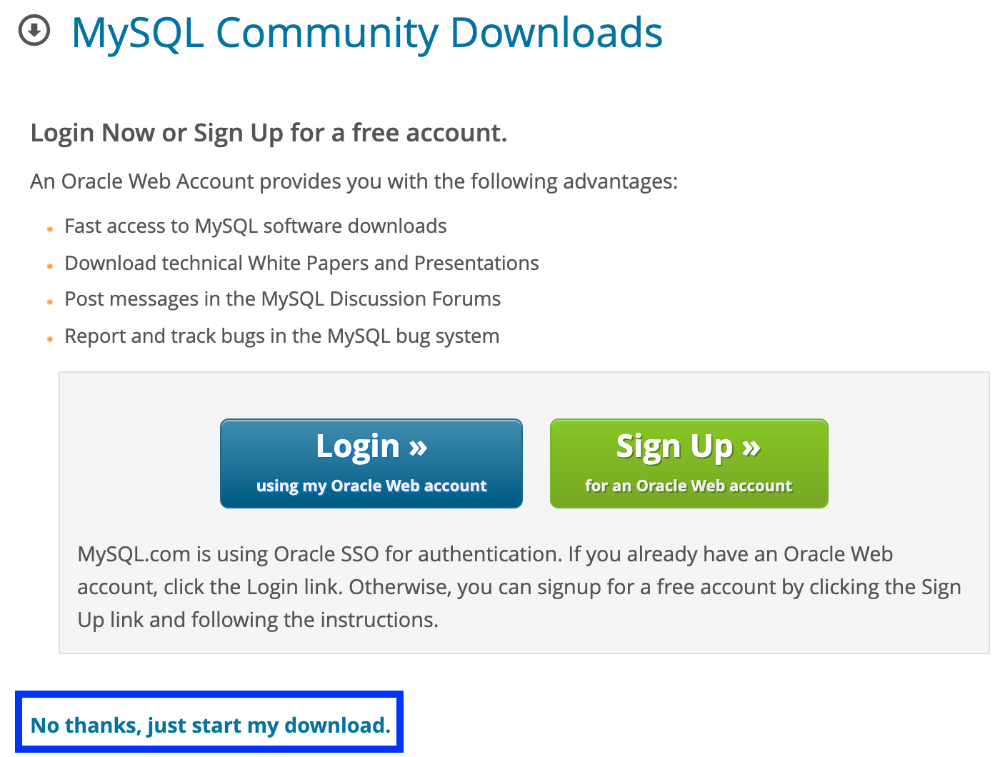 MySQL Community Downloads
Login Now or Sign Up for a free account.
An Oracle Web Account provides you with the following advantages:
Fast access to MySQL software downloads
Download technical White Papers and Presentations
Post messages in the MySQL Discussion Forums
Report and track bugs in the MySQL bug system
Login »
using my Oracle Web account
Sign Up »
for an Oracle Web account
MySQL.com is using Oracle SSO for authentication. If you already have an Oracle Web
account, click the Login link. Otherwise, you can signup for a free account by clicking the Sign
Up link and following the instructions.
No thanks, just start my download.